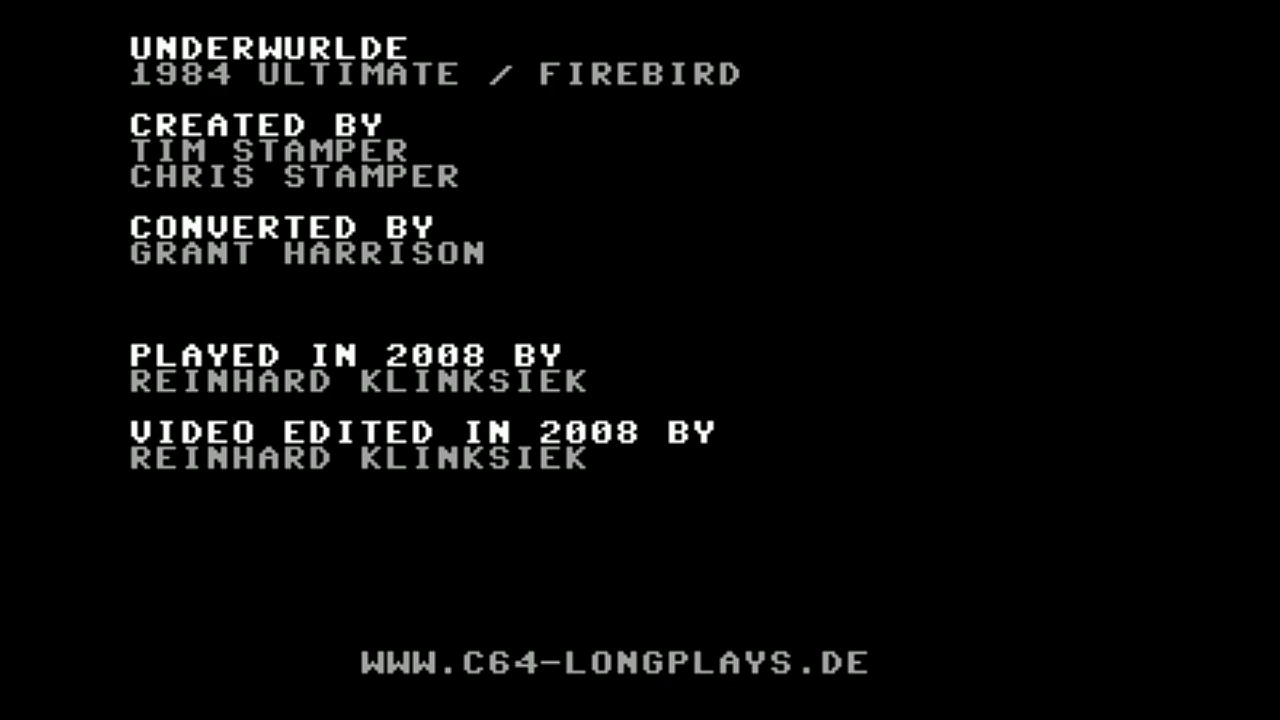 UNDERWURLDE
1984 ULTIMATE / FIREBIRD
CREATED BY
TIM STAMPER
CHRIS STAMPER
CONVERTED BY
GRANT HARRISON
PLAYED IN 2008 BY
REINHARD KLINKSIEK
VIDEO EDITED IN 2008 BY
REINHARD KLINKSIEK
WWW.C64-LONGPLAYS.DE